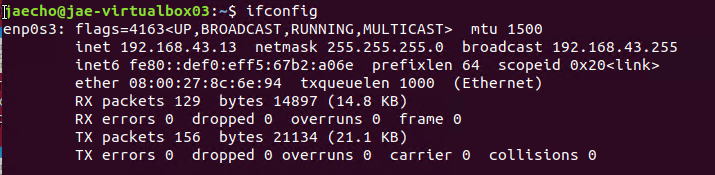 jaecho@jae-virtualbox03:~$ ifconfig
enp0s3: flags=4163<UP,BROADCAST,RUNNING,MULTICAST>  mtu 1500
        inet 192.168.43.13  netmask 255.255.255.0  broadcast 192.168.43.255
        inet6 fe80::def0:eff5:67b2:a06e  prefixlen 64  scopeid 0x20<link>
        ether 08:00:27:8c:6e:94  txqueuelen 1000  (Ethernet)
        RX packets 129  bytes 14897 (14.8 KB)
        RX errors 0  dropped 0  overruns 0  frame 0
        TX packets 156  bytes 21134 (21.1 KB)
        TX errors 0  dropped 0 overruns 0  carrier 0  collisions 0